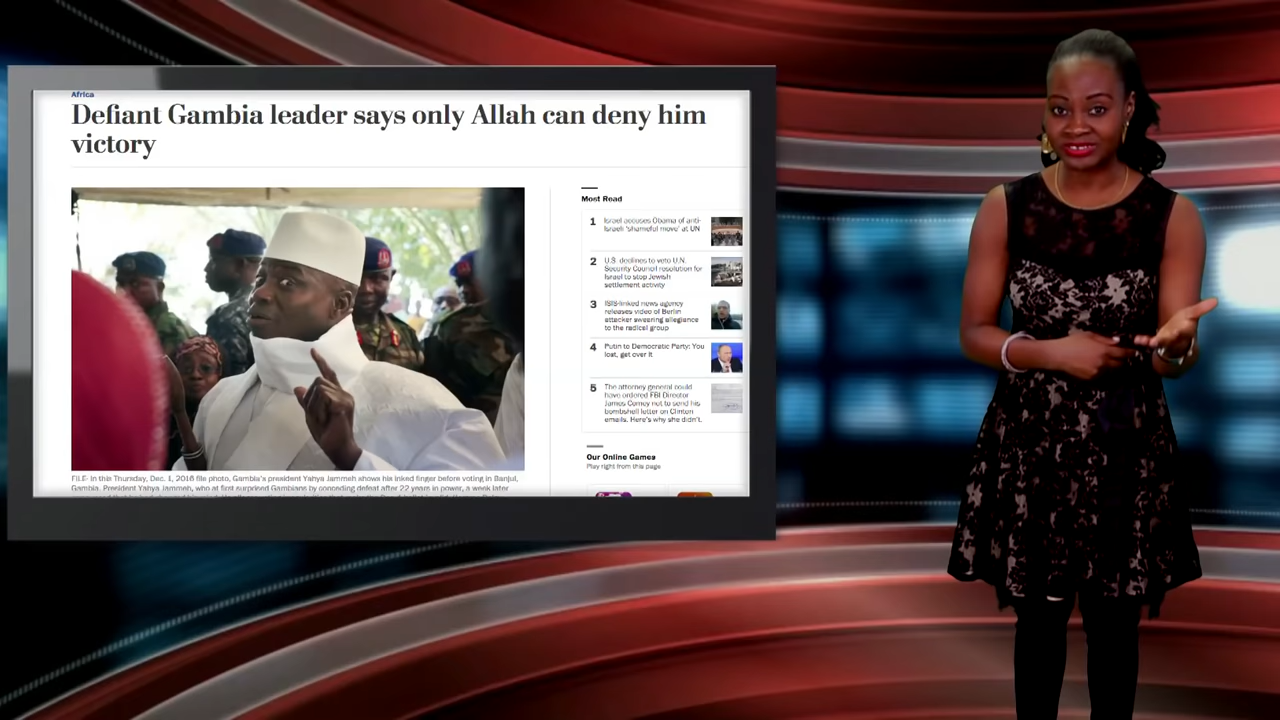 Africa
Defiant Gambia leader says only Allah can deny him
victory
Most Read
1 Israel accuses Obama of anti-
Israeli 'shameful move' at UN
2 U.S. declines to veto U.N.
Security Council resolution for
Israel to stop Jewish
settlement activity
3 ISIS-linked news agency
releases video of Berlin
attacker swearing allegiance
to the radical group
4 Putin to Democratic Party: You
lost, get over it
5 The attorney general could
have ordered FBI Director
James Comey not to send his
bombshell letter on Clinton
emails. Here's why she didn't.
Our Online Games
Play right from this page
FILE- In this Thursday, Dec. 1, 2016 file photo, Gambia's president Yahya Jammeh shows his inked finger before voting in Banjul,
Gambia. President Yahya Jammeh, who at first surprised Gambians by conceding defeat after 22 years in power, a week later